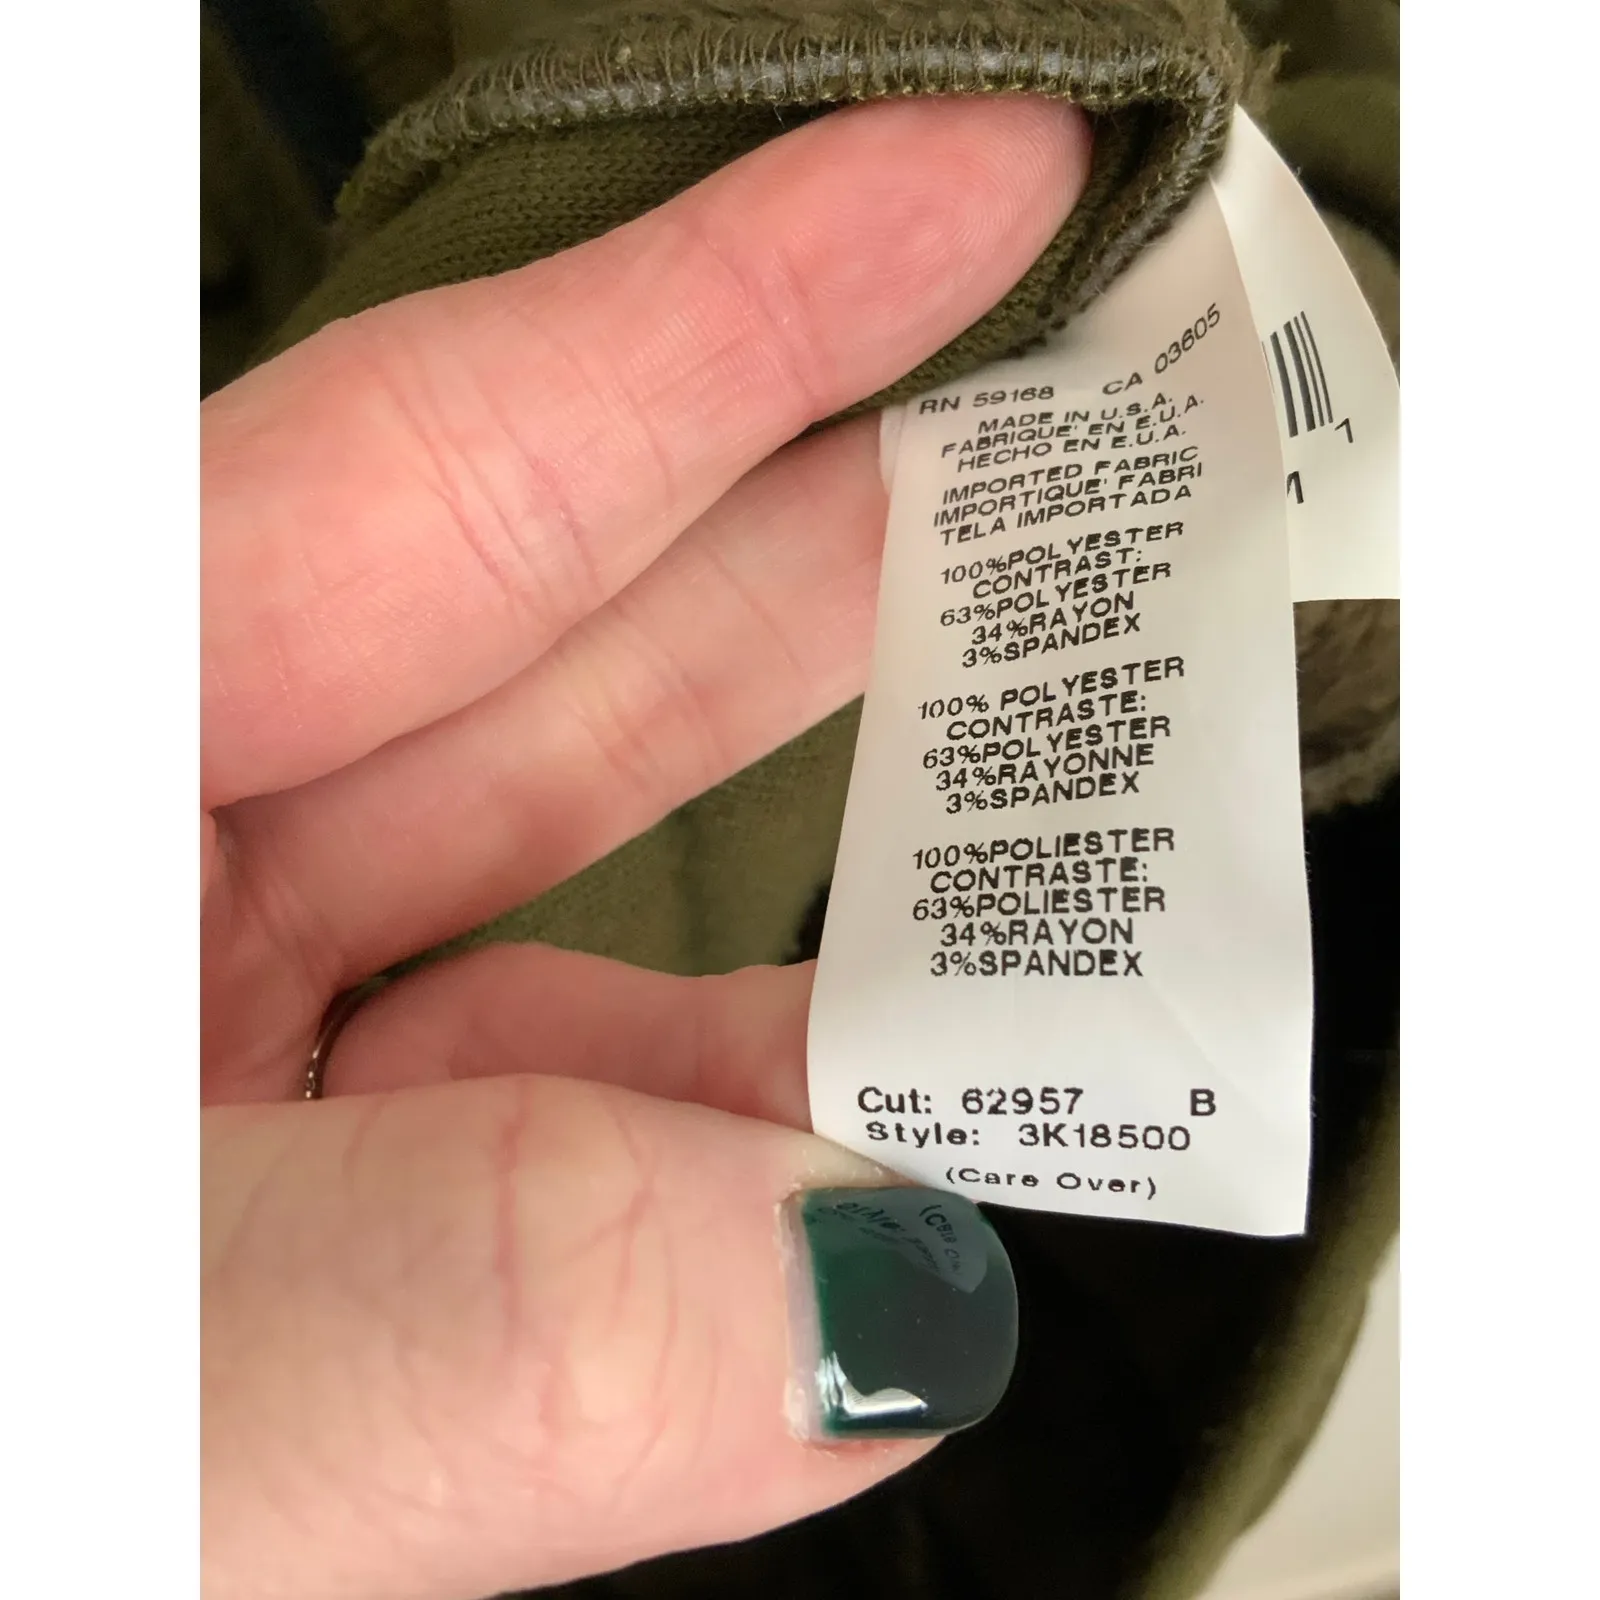 RN 59168 CA 03605
MADE IN U.S.A.
FABRIQUE' EN E.U.A.
HECHO EN E.U.A.
IMPORTED FABRIC
IMPORTIQUE' FABRI
TELA IMPORTADA
100%POLYESTER
CONTRAST:
63%POLYESTER
34%RAYON
3%SPANDEX
100% POLYESTER
CONTRASTE:
63%POLYESTER
34%RAYONNE
3%SPANDEX
100%POLIESTER
CONTRASTE:
63%POLIESTER
34%RAYON
3%SPANDEX
Cut: 62957 B
Style: 3K18500
(Care Over)
1